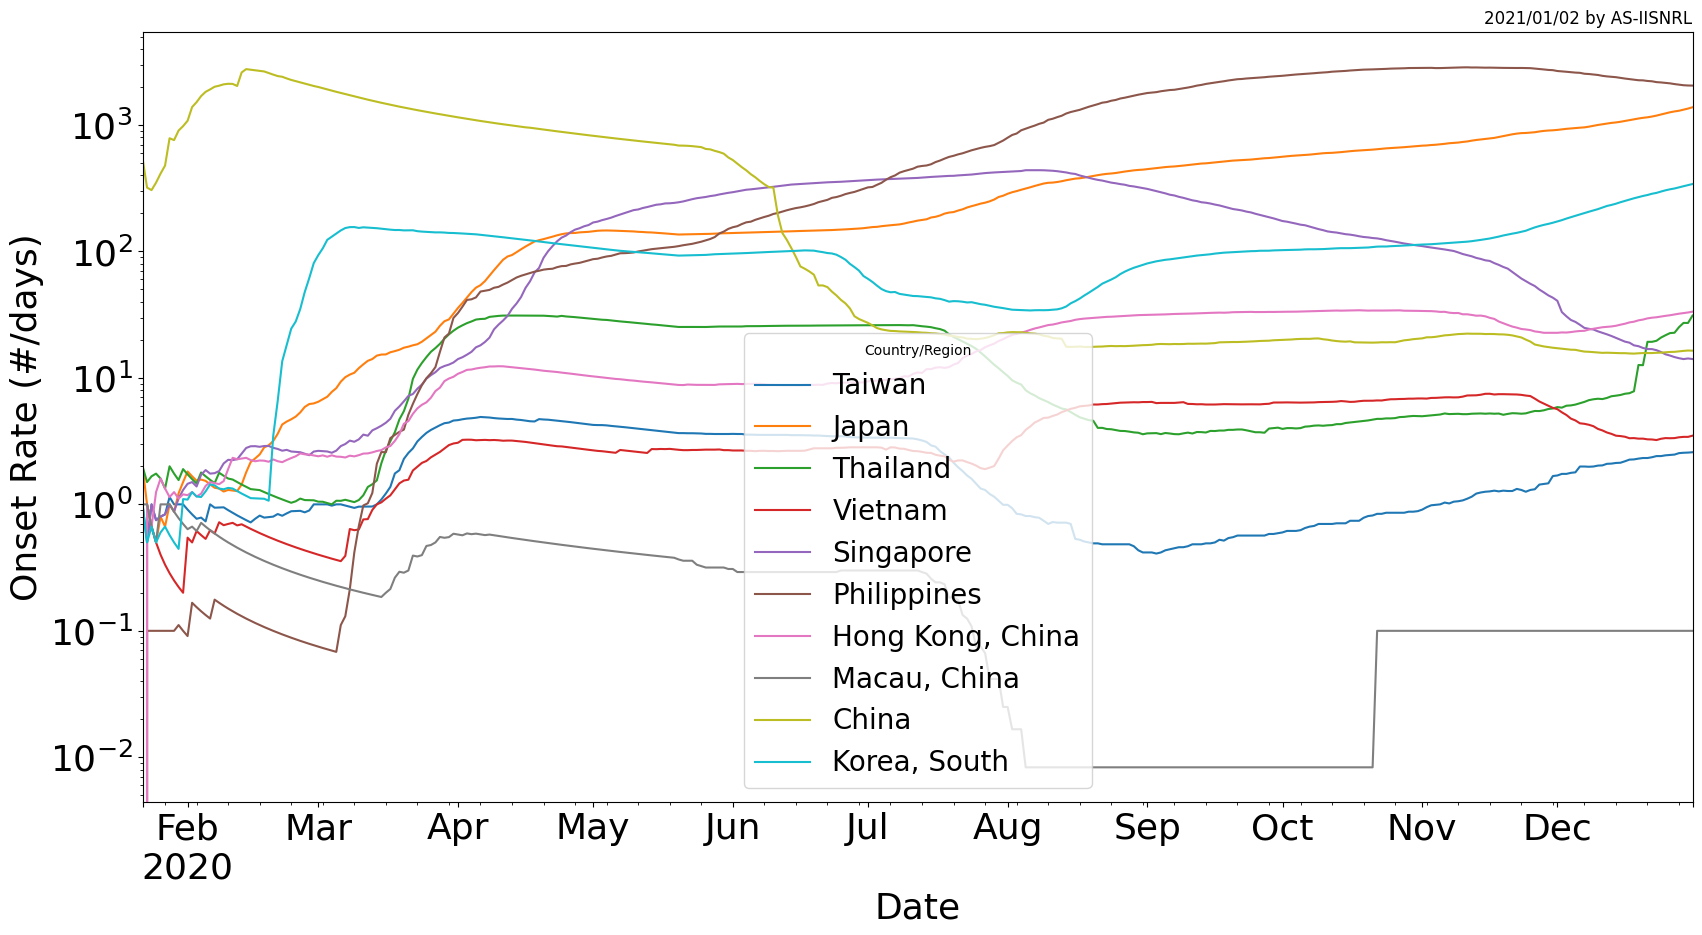 2021/01/02 by AS-IISNRL
Onset Rate (#/days)
10³
10²
10¹
10⁰
10⁻¹
10⁻²
Country/Region
Taiwan
Japan
Thailand
Vietnam
Singapore
Philippines
Hong Kong, China
Macau, China
China
Korea, South
Feb Mar Apr May Jun Jul Aug Sep Oct Nov Dec
2020
Date